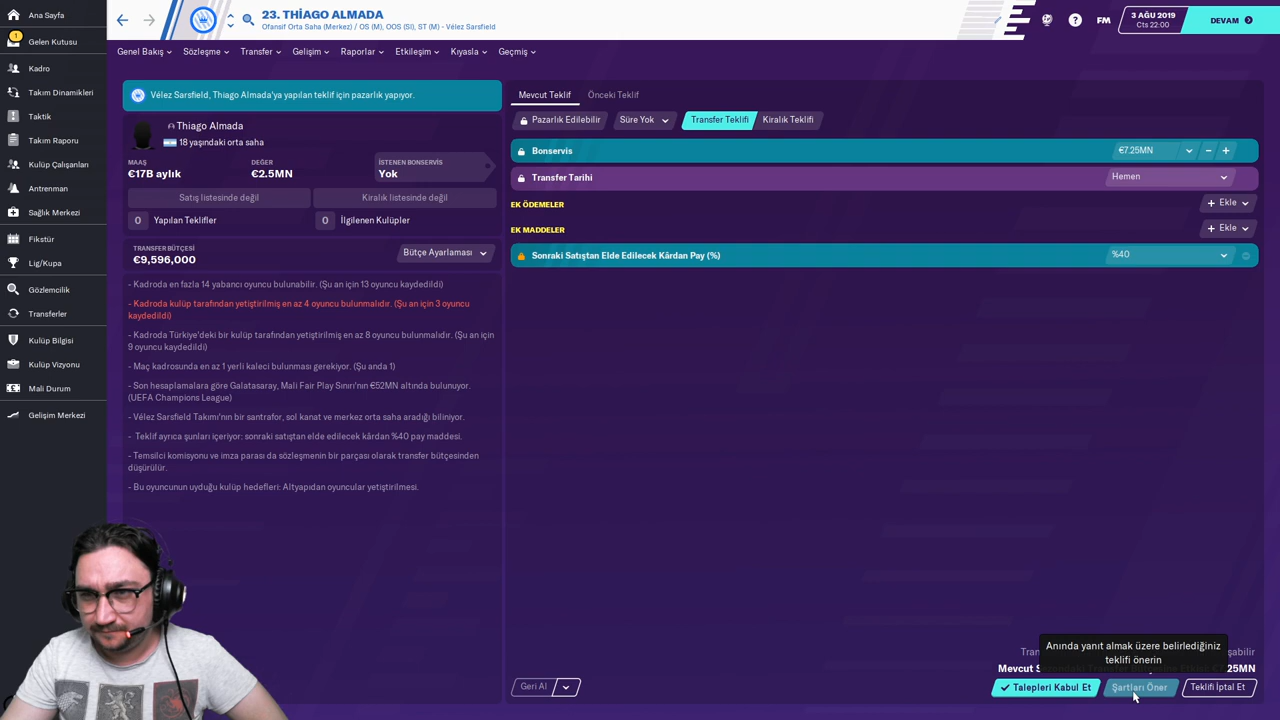 Ana Sayfa
Gelen Kutusu
Kadro
Takım Dinamikleri
Taktik
Takım Raporu
Kulüp Çalışanları
Antrenman
Sağlık Merkezi
Fikstür
Lig/Kupa
Gözlemcilik
Transferler
Kulüp Bilgisi
Kulüp Vizyonu
Mali Durum
Gelişim Merkezi
23. THİAGO ALMADA
Ofansif Orta Saha (Merkez) / OS (M), OOS (Sl), ST (M) - Vélez Sarsfield
FM
3 AĞU 2019
Cts 22:00
DEVAM
Genel Bakış
Sözleşme
Transfer
Gelişim
Raporlar
Etkileşim
Kıyasla
Geçmiş
Vélez Sarsfield, Thiago Almada'ya yapılan teklif için pazarlık yapıyor.
Thiago Almada
18 yaşındaki orta saha
MAAŞ
€17B aylık
DEĞER
€2.5MN
İSTENEN BONSERVİS
Yok
Satış listesinde değil
Kiralık listesinde değil
0 Yapılan Teklifler
0 İlgilenen Kulüpler
TRANSFER BÜTÇESİ
€9,596,000
Bütçe Ayarlaması
- Kadroda en fazla 14 yabancı oyuncu bulunabilir. (Şu an için 13 oyuncu kaydedildi)
- Kadroda kulüp tarafından yetiştirilmiş en az 4 oyuncu bulunmalıdır. (Şu an için 3 oyuncu
kaydedildi)
- Kadroda Türkiye'deki bir kulüp tarafından yetiştirilmiş en az 8 oyuncu bulunmalıdır. (Şu an için
9 oyuncu kaydedildi)
- Maç kadrosunda en az 1 yerli kaleci bulunması gerekiyor. (Şu anda 1)
- Son hesaplamalara göre Galatasaray, Mali Fair Play Sınırı'nın €52MN altında bulunuyor.
(UEFA Champions League)
- Vélez Sarsfield Takımı'nın bir santrafor, sol kanat ve merkez orta saha aradığı biliniyor.
- Teklif ayrıca şunları içeriyor: sonraki satıştan elde edilecek kârdan %40 pay maddesi.
- Temsilci komisyonu ve imza parası da sözleşmenin bir parçası olarak transfer bütçesinden
düşürülür.
- Bu oyuncunun uyduğu kulüp hedefleri: Altyapıdan oyuncular yetiştirilmesi.
Mevcut Teklif
Önceki Teklif
Pazarlık Edilebilir
Süre Yok
Transfer Teklifi
Kiralık Teklifi
Bonservis
€7.25MN
Transfer Tarihi
Hemen
EK ÖDEMELER
+ Ekle
EK MADDELER
+ Ekle
Sonraki Satıştan Elde Edilecek Kârdan Pay (%)
%40
Anında yanıt almak üzere belirlediğiniz
teklifi önerin
Geri Al
Talepleri Kabul Et
Şartları Öner
Teklifi İptal Et